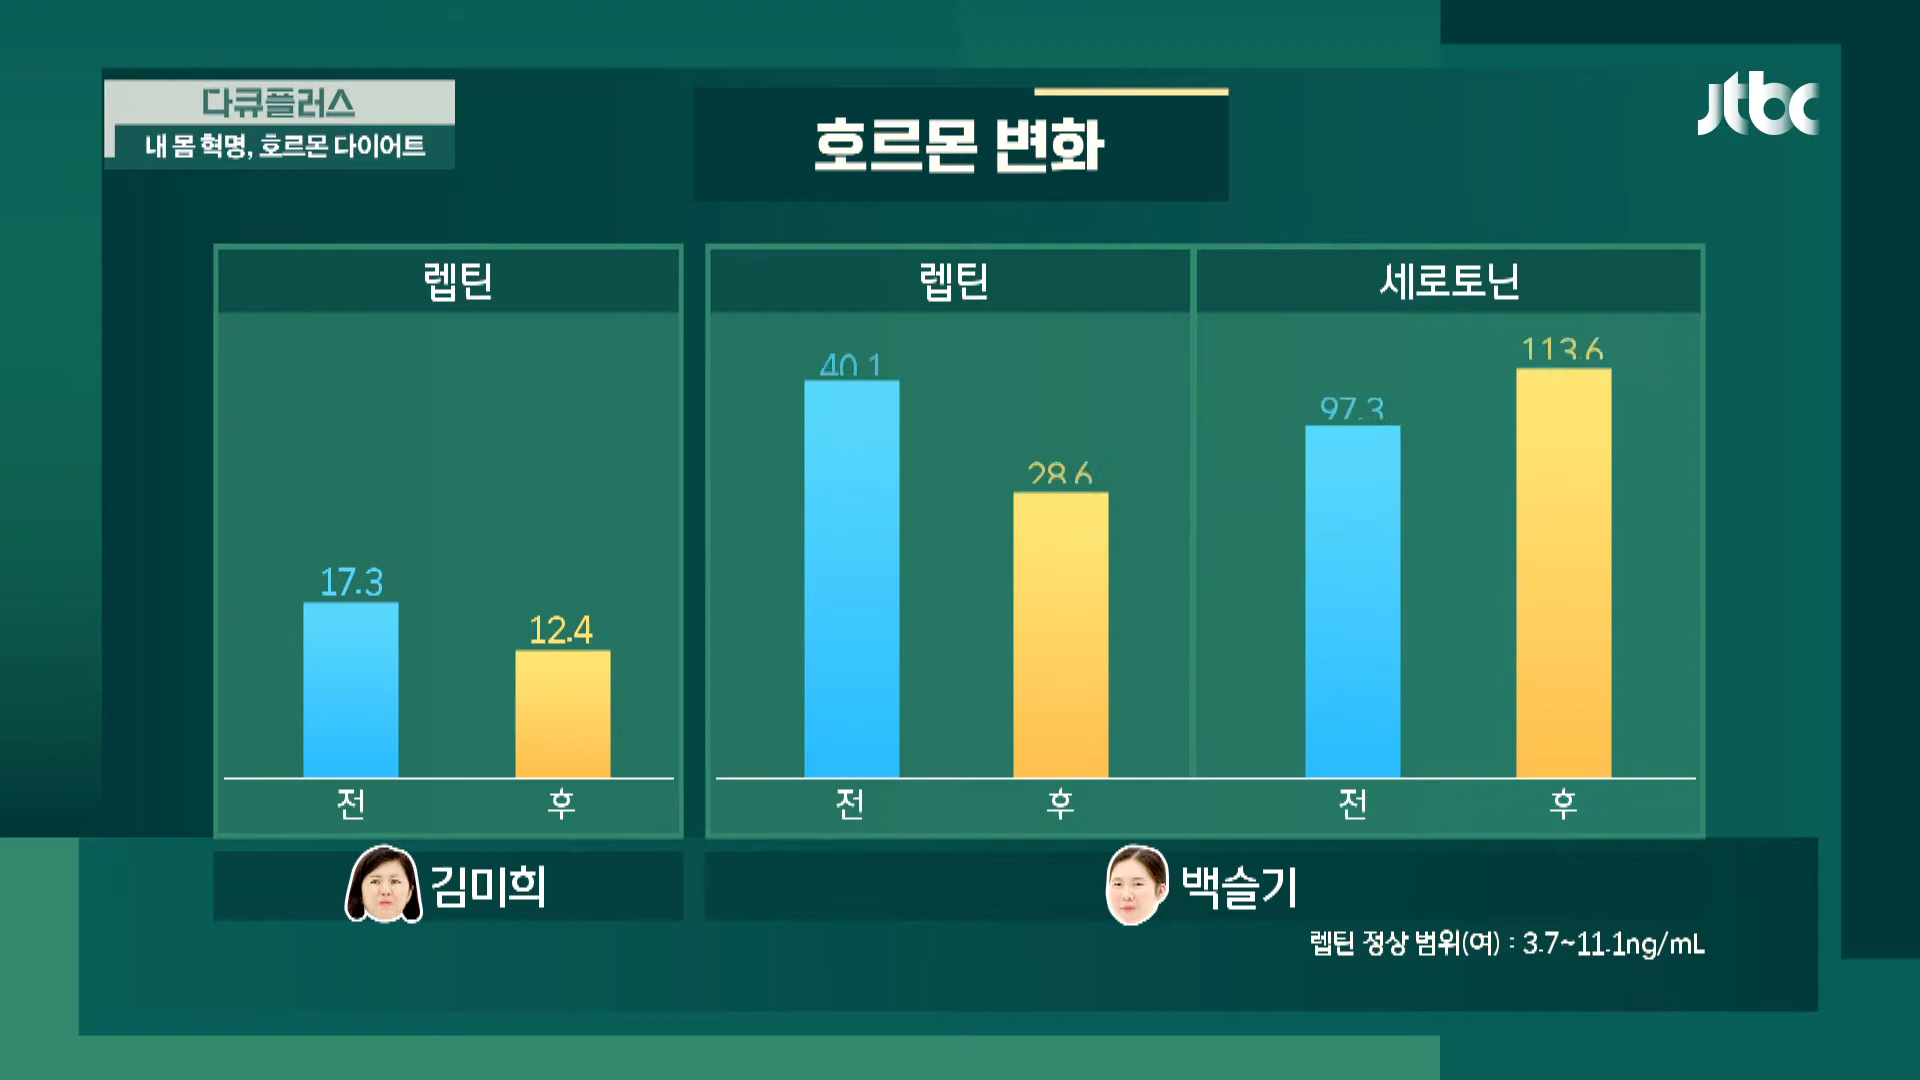 다큐플러스
내 몸 혁명, 호르몬 다이어트
호르몬 변화
jtbc
렙틴
렙틴
세로토닌
17.3
12.4
40.1
28.6
97.3
113.6
전
후
전
후
전
후
김미희
백슬기
렙틴 정상 범위(여) : 3.7~11.1ng/mL